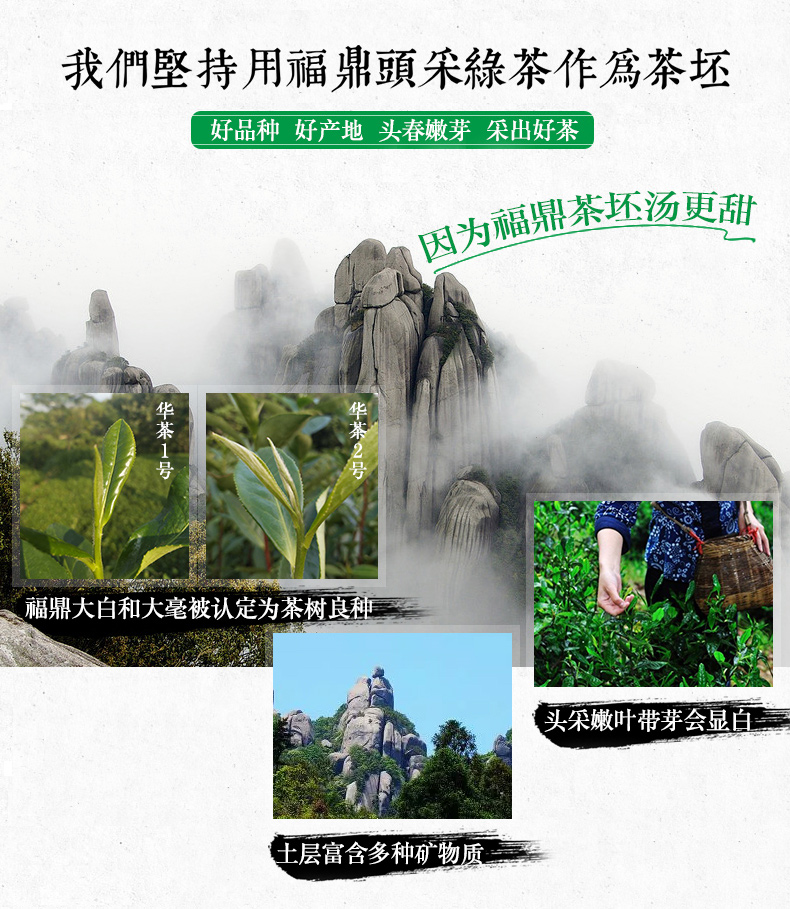 我們堅持用福鼎頭采綠茶作為茶坯
好品种 好产地 头春嫩芽 采出好茶
因为福鼎茶坯汤更甜
华茶1号
华茶2号
福鼎大白和大毫被认定为茶树良种
头采嫩叶带芽会显白
土层富含多种矿物质